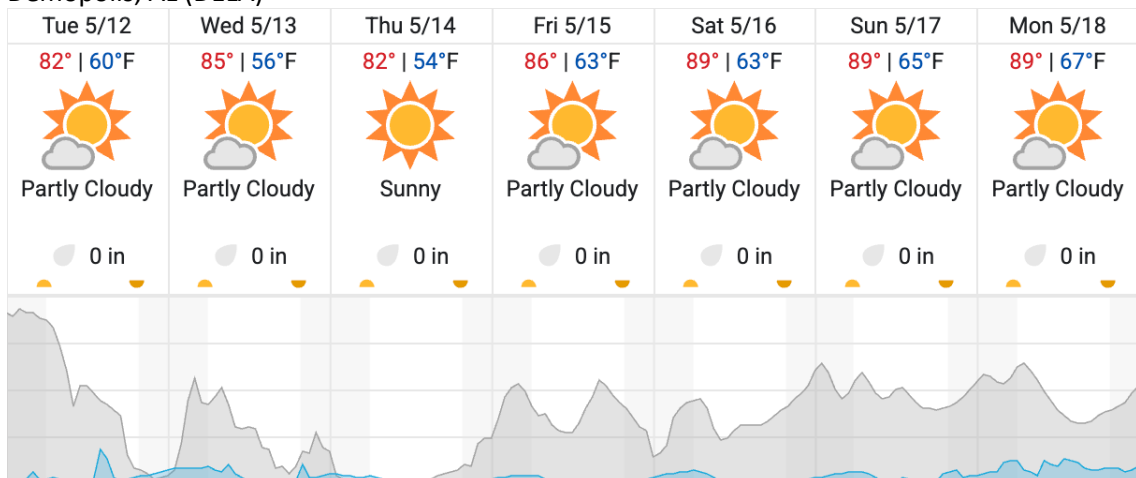 Demopolis, AL (DELA)
Tue 5/12 Wed 5/13 Thu 5/14 Fri 5/15 Sat 5/16 Sun 5/17 Mon 5/18
82° | 60°F 85° | 56°F 82° | 54°F 86° | 63°F 89° | 63°F 89° | 65°F 89° | 67°F
Partly Cloudy Partly Cloudy Sunny Partly Cloudy Partly Cloudy Partly Cloudy Partly Cloudy
0 in 0 in 0 in 0 in 0 in 0 in 0 in